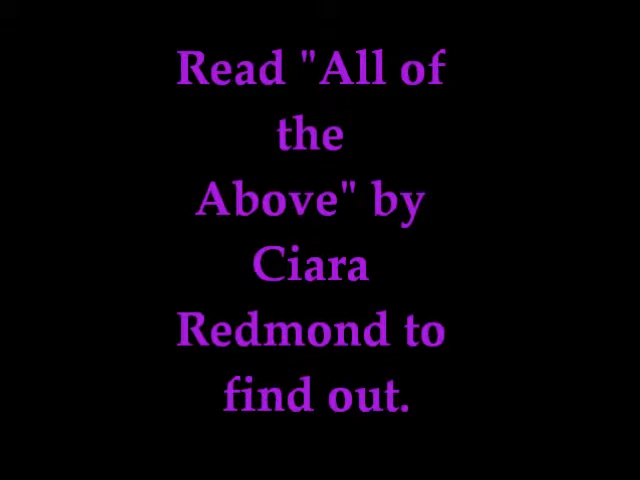 Read "All of
the
Above" by
Ciara
Redmond to
find out.